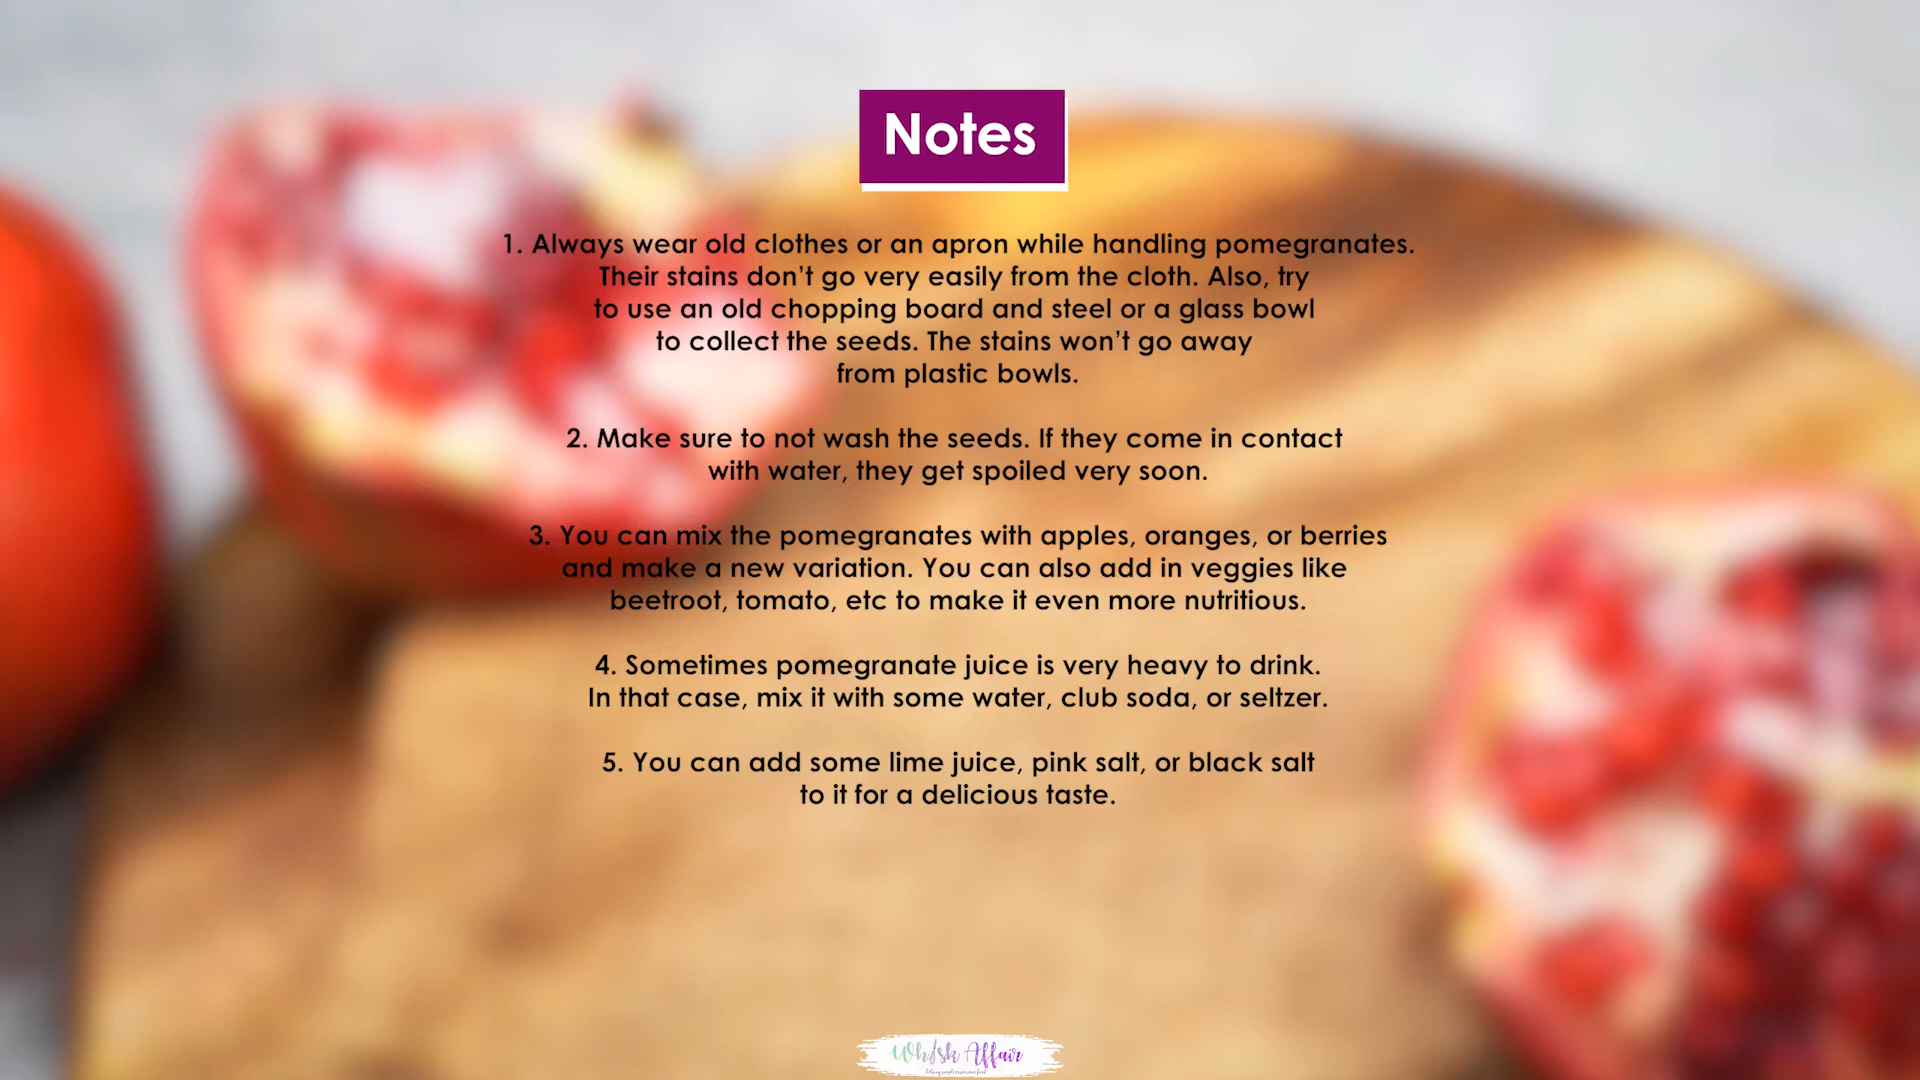 Notes
1. Always wear old clothes or an apron while handling pomegranates.
Their stains don't go very easily from the cloth. Also, try
to use an old chopping board and steel or a glass bowl
to collect the seeds. The stains won't go away
from plastic bowls.
2. Make sure to not wash the seeds. If they come in contact
with water, they get spoiled very soon.
3. You can mix the pomegranates with apples, oranges, or berries
and make a new variation. You can also add in veggies like
beetroot, tomato, etc to make it even more nutritious.
4. Sometimes pomegranate juice is very heavy to drink.
In that case, mix it with some water, club soda, or seltzer.
5. You can add some lime juice, pink salt, or black salt
to it for a delicious taste.
Whisk Affair